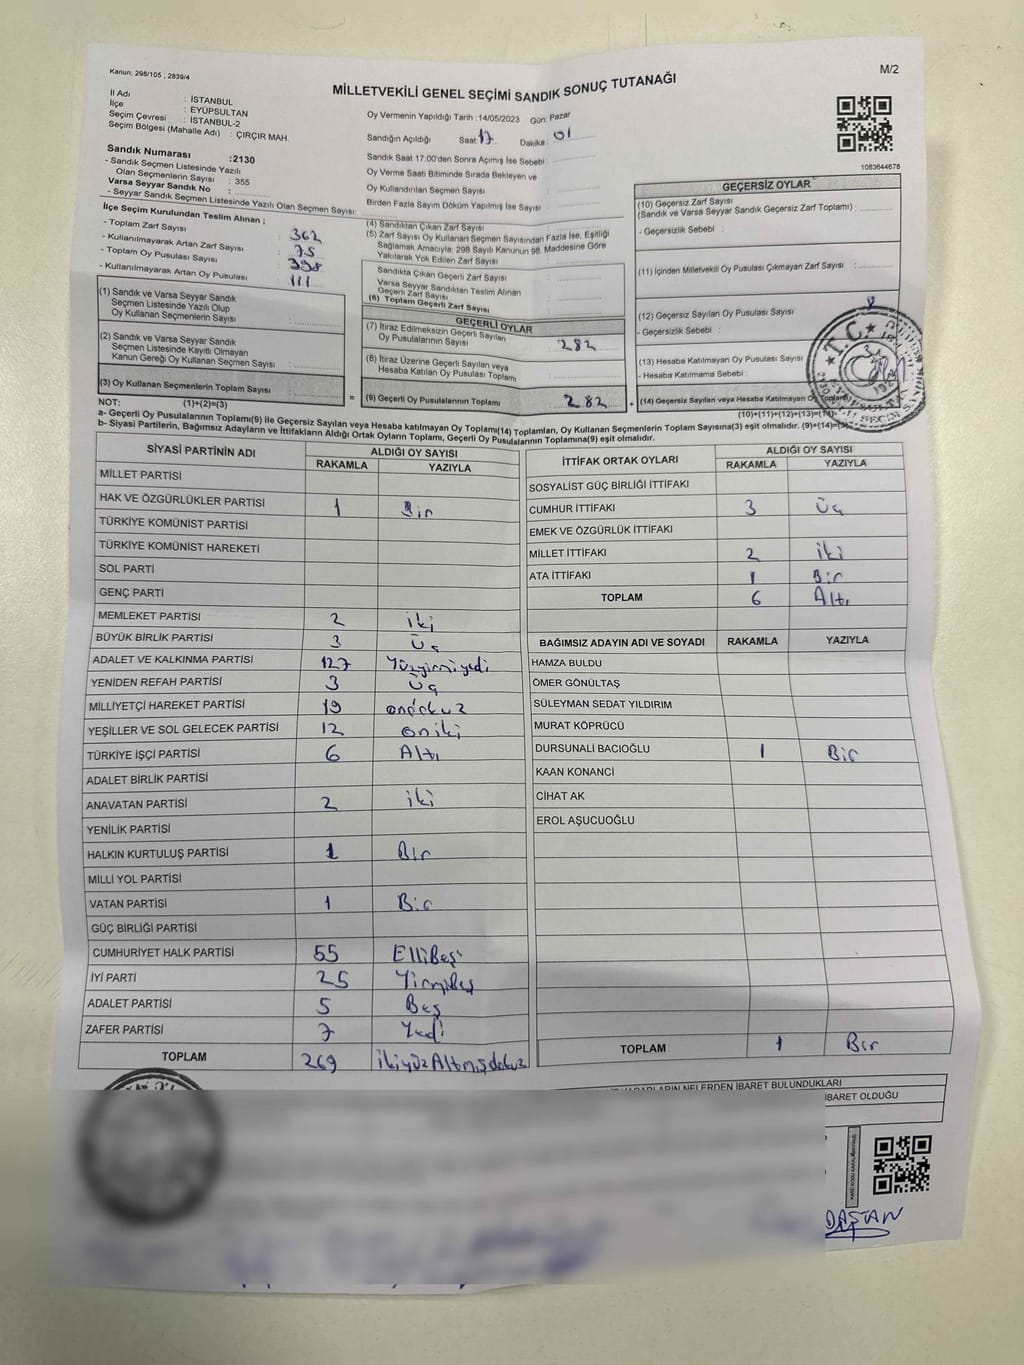 Kanun; 298/105 , 2839/4
MİLLETVEKİLİ GENEL SEÇİMİ SANDIK SONUÇ TUTANAĞI
M/2
İl Adı : İSTANBUL
İlçe : EYÜPSULTAN
Seçim Çevresi : İSTANBUL-2
Seçim Bölgesi (Mahalle Adı) : ÇIRÇIR MAH.
Sandık Numarası :2130
- Sandık Seçmen Listesinde Yazılı
Olan Seçmenlerin Sayısı : 355
Varsa Seyyar Sandık No :
- Seyyar Sandık Seçmen Listesinde Yazılı Olan Seçmen Sayısı:
İlçe Seçim Kurulundan Teslim Alınan :
- Toplam Zarf Sayısı 362
- Kullanılmayarak Artan Zarf Sayısı 75
- Toplam Oy Pusulası Sayısı 398
- Kullanılmayarak Artan Oy Pusulası 111
Oy Vermenin Yapıldığı Tarih :14/05/2023 Gün: Pazar
Sandığın Açıldığı Saat: 17 Dakika: 01
Sandık Saat 17.00'den Sonra Açımış İse Sebebi :
Oy Verme Saati Bitiminde Sırada Bekleyen ve
Oy Kullandırılan Seçmen Sayısı
Birden Fazla Sayım Döküm Yapılmış İse Sayısı
1083644678
(1) Sandık ve Varsa Seyyar Sandık
Seçmen Listesinde Yazılı Olup
Oy Kullanan Seçmenlerin Sayısı :
(2) Sandık ve Varsa Seyyar Sandık
Seçmen Listesinde Kayıtlı Olmayan
Kanun Gereği Oy Kullanan Seçmen Sayısı :
(3) Oy Kullanan Seçmenlerin Toplam Sayısı
(4) Sandıktan Çıkan Zarf Sayısı
(5) Zarf Sayısı Oy Kullanan Seçmen Sayısından Fazla İse, Eşitliği
Sağlamak Amacıyla; 298 Sayılı Kanunun 98. Maddesine Göre
Yakılarak Yok Edilen Zarf Sayısı
Sandıkta Çıkan Geçerli Zarf Sayısı
Varsa Seyyar Sandıktan Teslim Alınan
Geçerli Zarf Sayısı
(6) Toplam Geçerli Zarf Sayısı
GEÇERLİ OYLAR
(7) İtiraz Edilmeksizin Geçerli Sayılan
Oy Pusulalarının Sayısı : 282
(8) İtiraz Üzerine Geçerli Sayılan veya
Hesaba Katılan Oy Pusulası Toplamı
= (9) Geçerli Oy Pusulalarının Toplamı 282
GEÇERSİZ OYLAR
(10) Geçersiz Zarf Sayısı
(Sandık ve Varsa Seyyar Sandık Geçersiz Zarf Toplamı) :
- Geçersizlik Sebebi :
(11) İçinden Milletvekili Oy Pusulası Çıkmayan Zarf Sayısı :
(12) Geçersiz Sayılan Oy Pusulası Sayısı
- Geçersizlik Sebebi :
(13) Hesaba Katılmayan Oy Pusulası Sayısı
- Hesaba Katılmama Sebebi :
+ (14) Geçersiz Sayılan veya Hesaba Katılmayan Oy Toplamı
(10)+(11)+(12)+(13)=(14)
NOT: (1)+(2)=(3)
a- Geçerli Oy Pusulalarının Toplamı(9) ile Geçersiz Sayılan veya Hesaba katılmayan Oy Toplamı(14) Toplamları, Oy Kullanan Seçmenlerin Toplam Sayısına(3) eşit olmalıdır. (9)+(14)=(3)
b- Siyasi Partilerin, Bağımsız Adayların ve İttifakların Aldığı Ortak Oyların Toplamı, Geçerli Oy Pusulalarının Toplamına(9) eşit olmalıdır.
SİYASİ PARTİNİN ADI ALDIĞI OY SAYISI
RAKAMLA YAZIYLA
MİLLET PARTİSİ
HAK VE ÖZGÜRLÜKLER PARTİSİ 1 Bir
TÜRKİYE KOMÜNİST PARTİSİ
TÜRKİYE KOMÜNİST HAREKETİ
SOL PARTİ
GENÇ PARTİ
MEMLEKET PARTİSİ 2 iki
BÜYÜK BİRLİK PARTİSİ 3 Üç
ADALET VE KALKINMA PARTİSİ 127 Yüzyirmiyedi
YENİDEN REFAH PARTİSİ 3 Üç
MİLLİYETÇİ HAREKET PARTİSİ 19 ondokuz
YEŞİLLER VE SOL GELECEK PARTİSİ 12 oniki
TÜRKİYE İŞÇİ PARTİSİ 6 Altı
ADALET BİRLİK PARTİSİ
ANAVATAN PARTİSİ 2 iki
YENİLİK PARTİSİ
HALKIN KURTULUŞ PARTİSİ 1 Bir
MİLLİ YOL PARTİSİ
VATAN PARTİSİ 1 Bir
GÜÇ BİRLİĞİ PARTİSİ
CUMHURİYET HALK PARTİSİ 55 ElliBeş
İYİ PARTİ 25 YirmiBeş
ADALET PARTİSİ 5 Beş
ZAFER PARTİSİ 7 Yedi
TOPLAM 269 ikiyüzAltmışdokuz
İTTİFAK ORTAK OYLARI ALDIĞI OY SAYISI
RAKAMLA YAZIYLA
SOSYALİST GÜÇ BİRLİĞİ İTTİFAKI
CUMHUR İTTİFAKI 3 Üç
EMEK VE ÖZGÜRLÜK İTTİFAKI
MİLLET İTTİFAKI 2 iki
ATA İTTİFAKI 1 Bir
TOPLAM 6 Altı
BAĞIMSIZ ADAYIN ADI VE SOYADI RAKAMLA YAZIYLA
HAMZA BULDU
ÖMER GÖNÜLTAŞ
SÜLEYMAN SEDAT YILDIRIM
MURAT KÖPRÜCÜ
DURSUNALİ BACIOĞLU 1 Bir
KAAN KONANCİ
CİHAT AK
EROL AŞUCUOĞLU
TOPLAM 1 Bir
NELERDEN İBARET BULUNDUKLARI
İBARET OLDUĞU
DAŞTAN